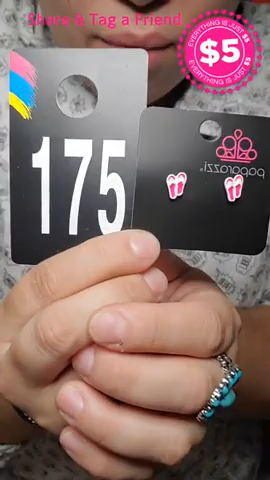 Share & Tag a Friend
EVERYTHING IS JUST $5
$5
EVERYTHING IS JUST $5
175
paparazzi